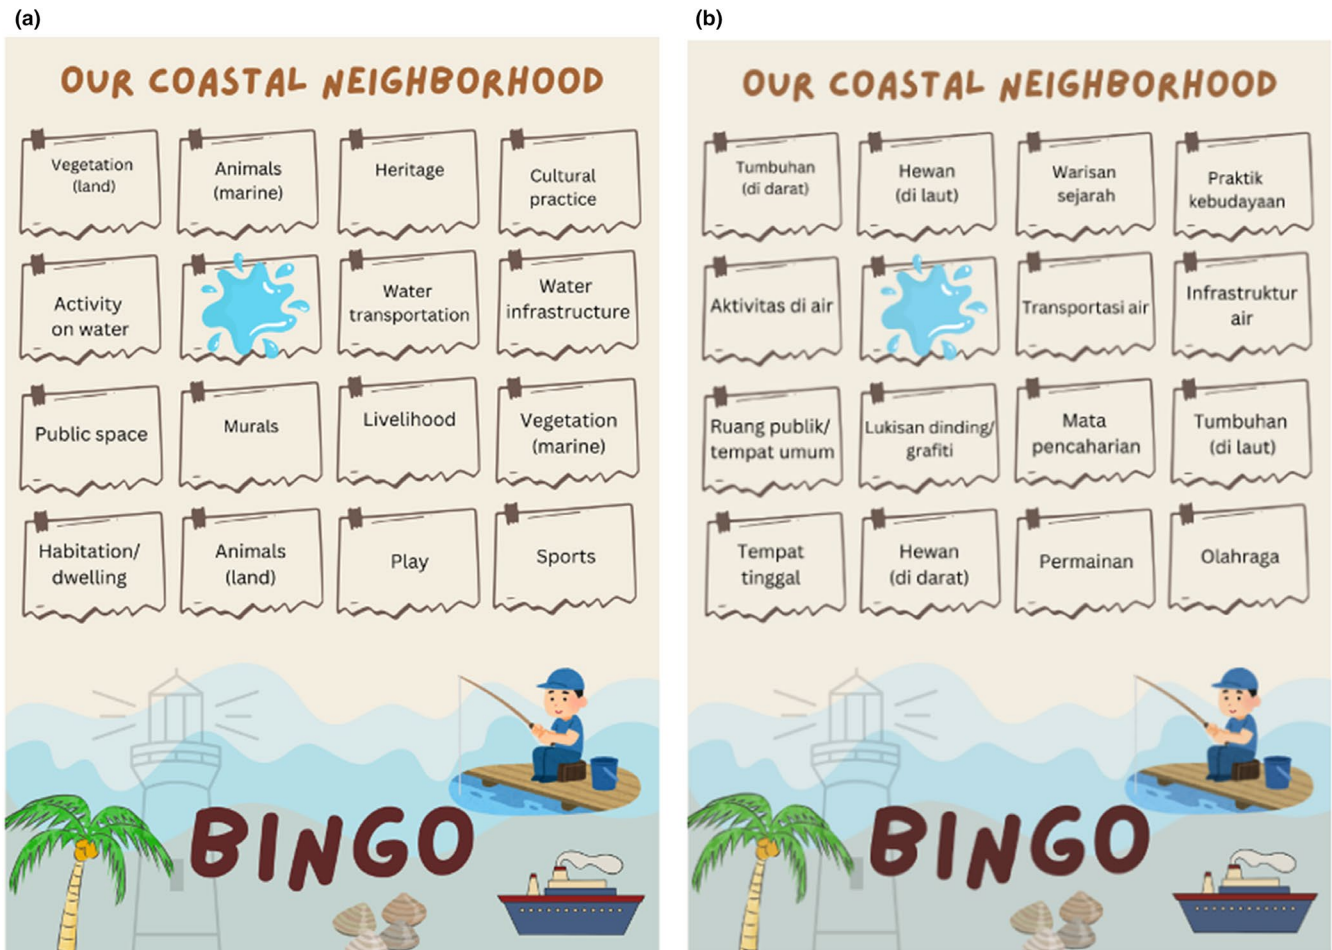 (a)
OUR COASTAL NEIGHBORHOOD
Vegetation
(land)
Animals
(marine)
Heritage
Cultural
practice
Activity
on water
Water
transportation
Water
infrastructure
Public space
Murals
Livelihood
Vegetation
(marine)
Habitation/
dwelling
Animals
(land)
Play
Sports
BINGO
(b)
OUR COASTAL NEIGHBORHOOD
Tumbuhan
(di darat)
Hewan
(di laut)
Warisan
sejarah
Praktik
kebudayaan
Aktivitas di air
Transportasi air
Infrastruktur
air
Ruang publik/
tempat umum
Lukisan dinding/
grafiti
Mata
pencaharian
Tumbuhan
(di laut)
Tempat
tinggal
Hewan
(di darat)
Permainan
Olahraga
BINGO